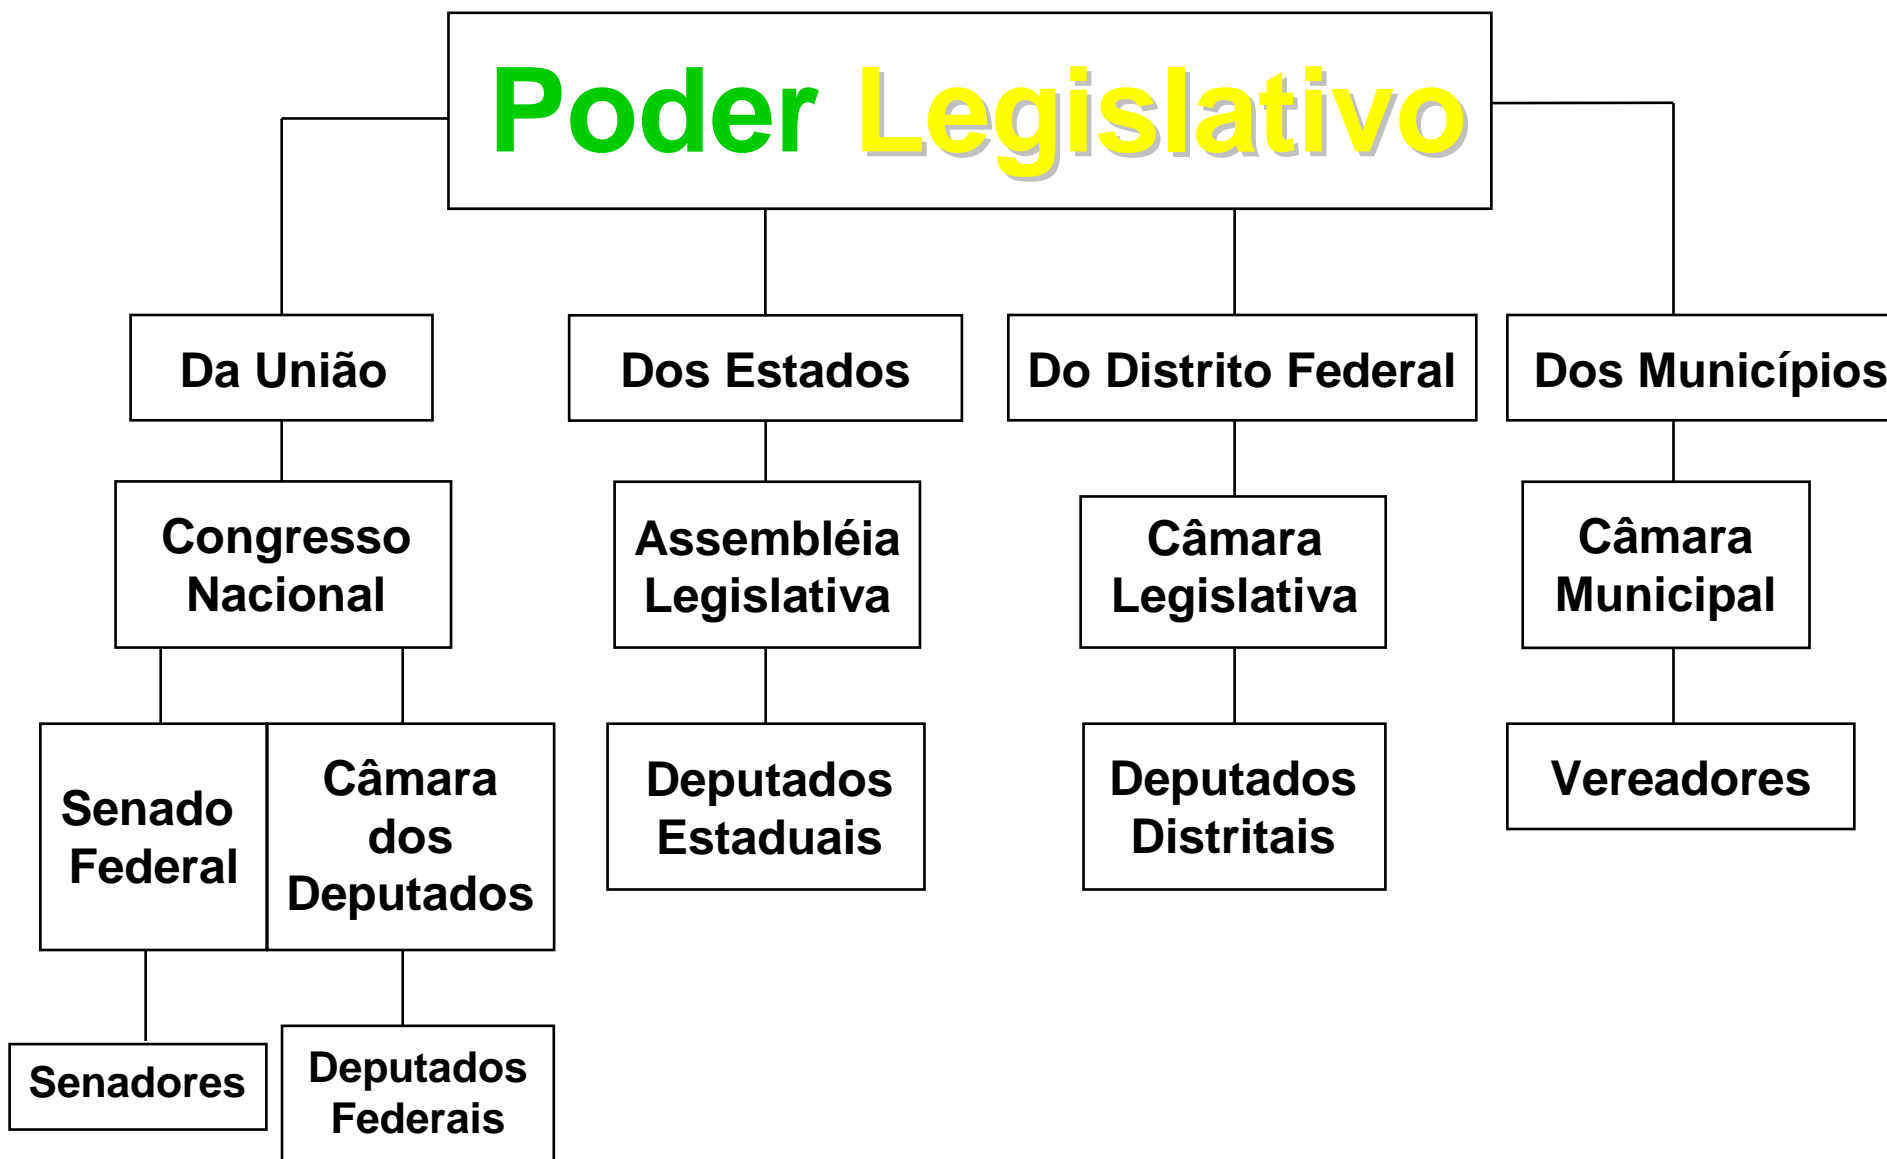 Poder Legislativo
Da União
Dos Estados
Do Distrito Federal
Dos Municípios
Congresso
Nacional
Assembléia
Legislativa
Câmara
Legislativa
Câmara
Municipal
Senado
Federal
Câmara
dos
Deputados
Deputados
Estaduais
Deputados
Distritais
Vereadores
Senadores
Deputados
Federais